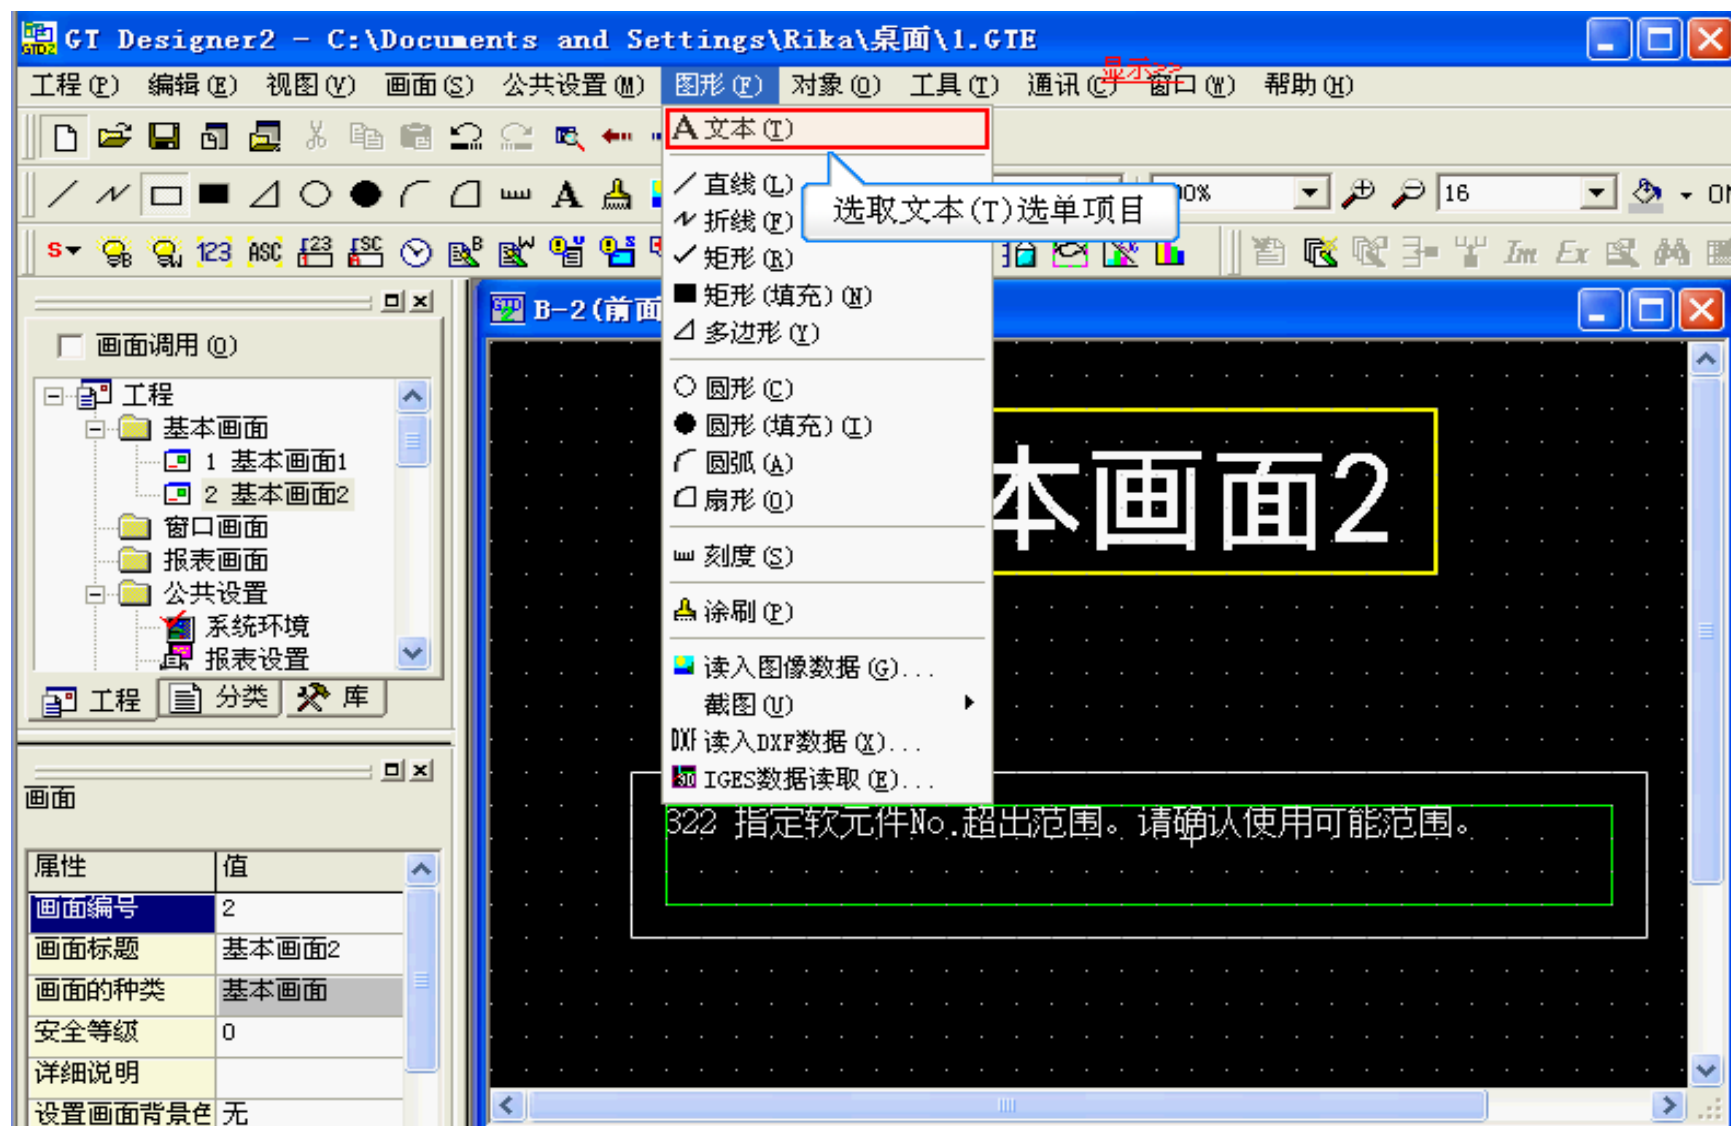 GT Designer2 - C:\Documents and Settings\Rika\桌面\1.GTE
工程(P) 编辑(E) 视图(V) 画面(S) 公共设置(M) 图形(F) 对象(O) 工具(T) 通讯(C) 窗口(W) 帮助(H)
显示>>
A 文本(T)
选取文本(T)选单项目
直线(L)
折线(F)
矩形(R)
矩形(填充)(N)
多边形(Y)
圆形(C)
圆形(填充)(I)
圆弧(A)
扇形(O)
刻度(S)
涂刷(P)
读入图像数据(G)...
截图(U)
DXF 读入DXF数据(X)...
IGES数据读取(E)...
A
16
S
B
W
123
ASC
Im
Ex
画面调用(Q)
工程
基本画面
1 基本画面1
2 基本画面2
窗口画面
报表画面
公共设置
系统环境
报表设置
工程 分类 库
画面
属性 值
画面编号 2
画面标题 基本画面2
画面的种类 基本画面
安全等级 0
详细说明
设置画面背景色 无
B-2(前面
本画面2
322 指定软元件No.超出范围。请确认使用可能范围。